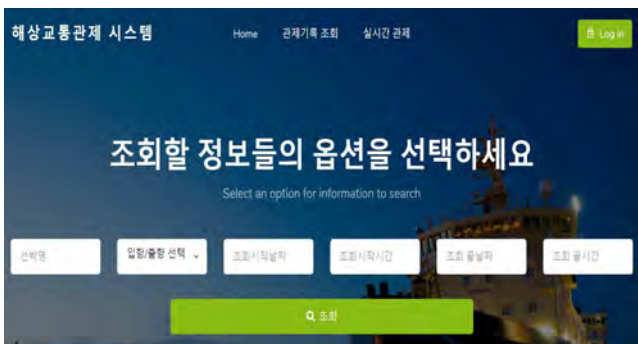 해상교통관제 시스템
Home 관제기록 조회 실시간 관제
Log in
조회할 정보들의 옵션을 선택하세요
Select an option for information to search
선박명 입항/출항 선택 조회시작날짜 조회시작시간 조회 끝날짜 조회 끝시간
조회